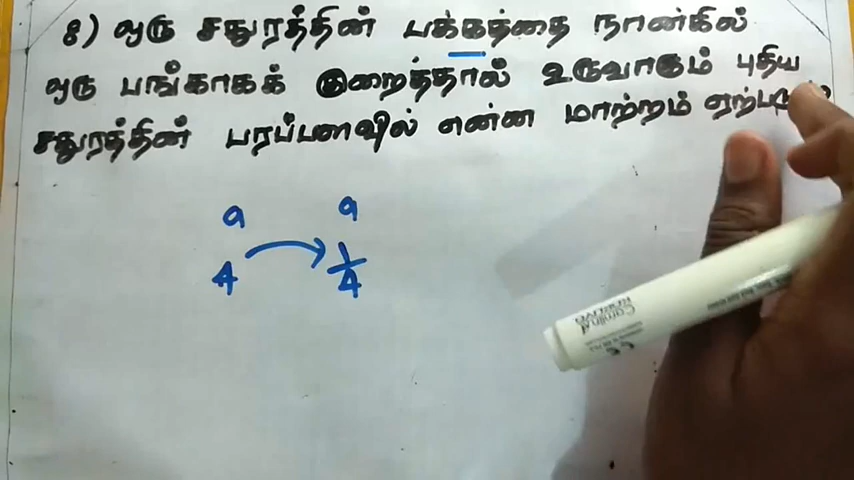 8) ஒரு சதுரத்தின் பக்கத்தை நான்கில்
ஒரு பங்காகக் குறைத்தால் உருவாகும் புதிய
சதுரத்தின் பரப்பளவில் என்ன மாற்றம்
a a
4 1/4
Camlin